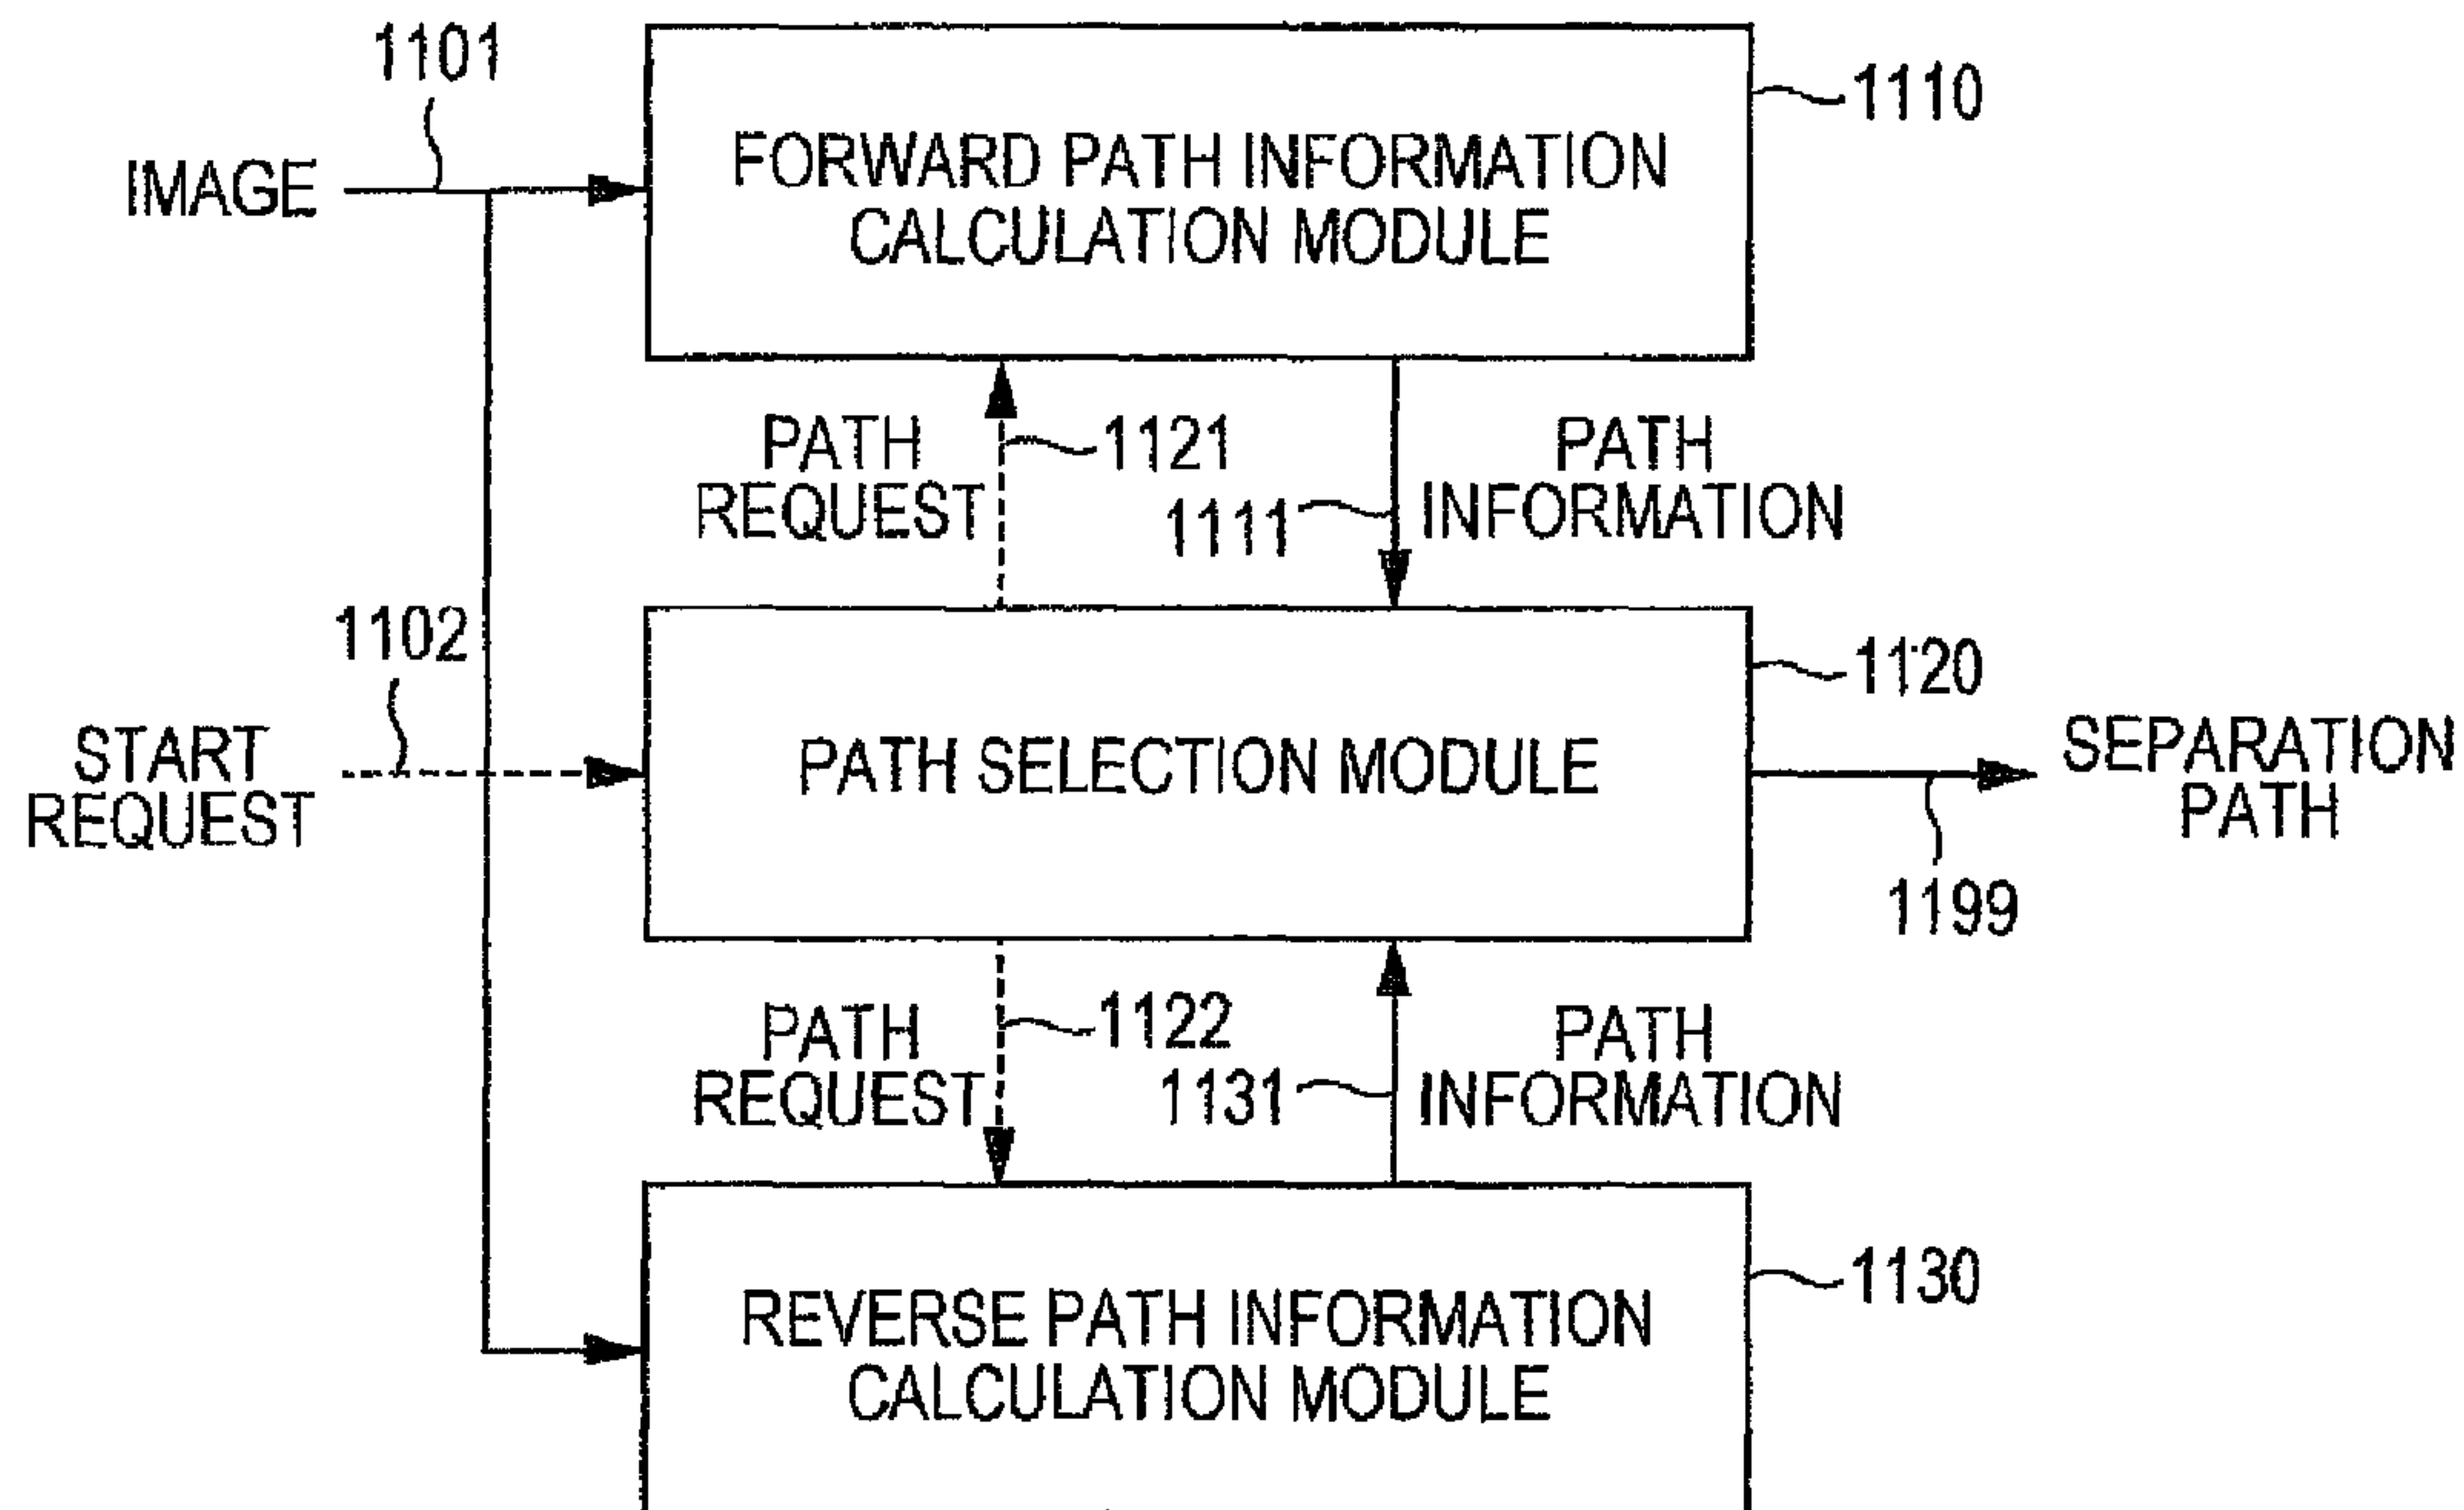 1101
IMAGE
FORWARD PATH INFORMATION
CALCULATION MODULE
1110
PATH
REQUEST
1121
1111
PATH
INFORMATION
1102
START
REQUEST
PATH SELECTION MODULE
1120
SEPARATION
PATH
1199
PATH
REQUEST
1122
1131
PATH
INFORMATION
REVERSE PATH INFORMATION
CALCULATION MODULE
1130